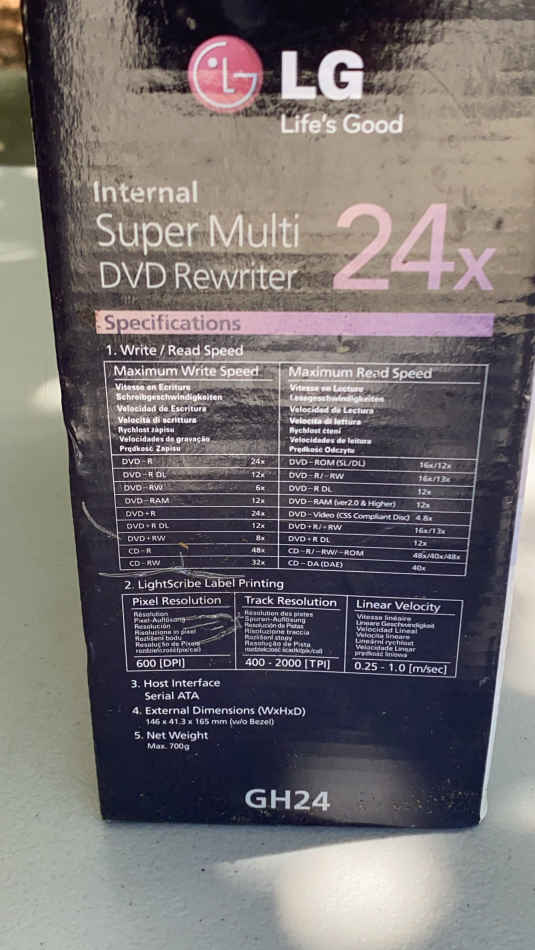 LG
Life's Good
Internal
Super Multi
DVD Rewriter
24x
Specifications
1. Write / Read Speed
Maximum Write Speed
Vitesse en Ecriture
Schreibgeschwindigkeiten
Velocidad de Escritura
Velocità di scrittura
Rychlost zápisu
Velocidades de gravação
Prędkość Zapisu
Maximum Read Speed
Vitesse en Lecture
Lesegeschwindigkeiten
Velocidad de Lectura
Velocità di lettura
Rychlost čtení
Velocidades de leitura
Prędkość Odczytu
DVD-R 24x
DVD-R DL 12x
DVD-RW 6x
DVD-RAM 12x
DVD+R 24x
DVD+R DL 12x
DVD+RW 8x
CD-R 48x
CD-RW 32x
DVD-ROM (SL/DL) 16x/12x
DVD-R/-RW 16x/13x
DVD-R DL 12x
DVD-RAM (ver2.0 & Higher) 12x
DVD-Video (CSS Compliant Disc) 4.8x
DVD+R/+RW 16x/13x
DVD+R DL 12x
CD-R/-RW/-ROM 48x/40x/48x
CD-DA (DAE) 40x
2. LightScribe Label Printing
Pixel Resolution
Résolution
Pixel-Auflösung
Resolución
Risoluzione in pixel
Rozlišení bodu
Resolução de Pixels
rozdzielczość(pix/cal)
600 [DPI]
Track Resolution
Résolution des pistes
Spuren-Auflösung
Resolución de Pistas
Risoluzione traccia
Rozlišení stopy
Resolução de Pista
400 - 2000 [TPI]
Linear Velocity
Vitesse linéaire
Lineare Geschwindigkeit
Velocidad Lineal
Velocità lineare
Lineární rychlost
Velocidade Linear
prędkość liniowa
0.25 - 1.0 [m/sec]
3. Host Interface
Serial ATA
4. External Dimensions (WxHxD)
146 x 41.3 x 165 mm (w/o Bezel)
5. Net Weight
Max. 700g
GH24